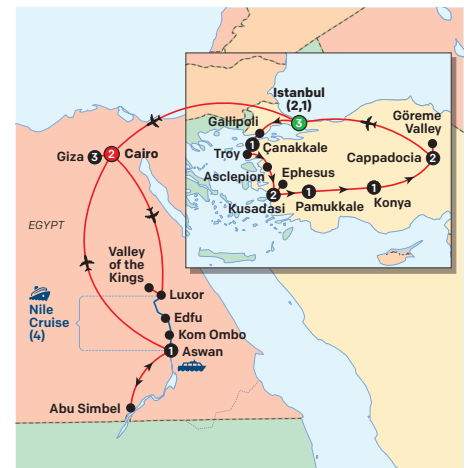 Istanbul
(2,1)
3
Gallipoli
Göreme
Valley
1
Çanakkale
Troy
Cappadocia
2
Asclepion
Ephesus
2
1
1
Kusadasi
Pamukkale
Konya
Giza
3
2
Cairo
EGYPT
Valley
of the
Kings
Luxor
Nile
Cruise
(4)
Edfu
Kom Ombo
1
Aswan
Abu Simbel